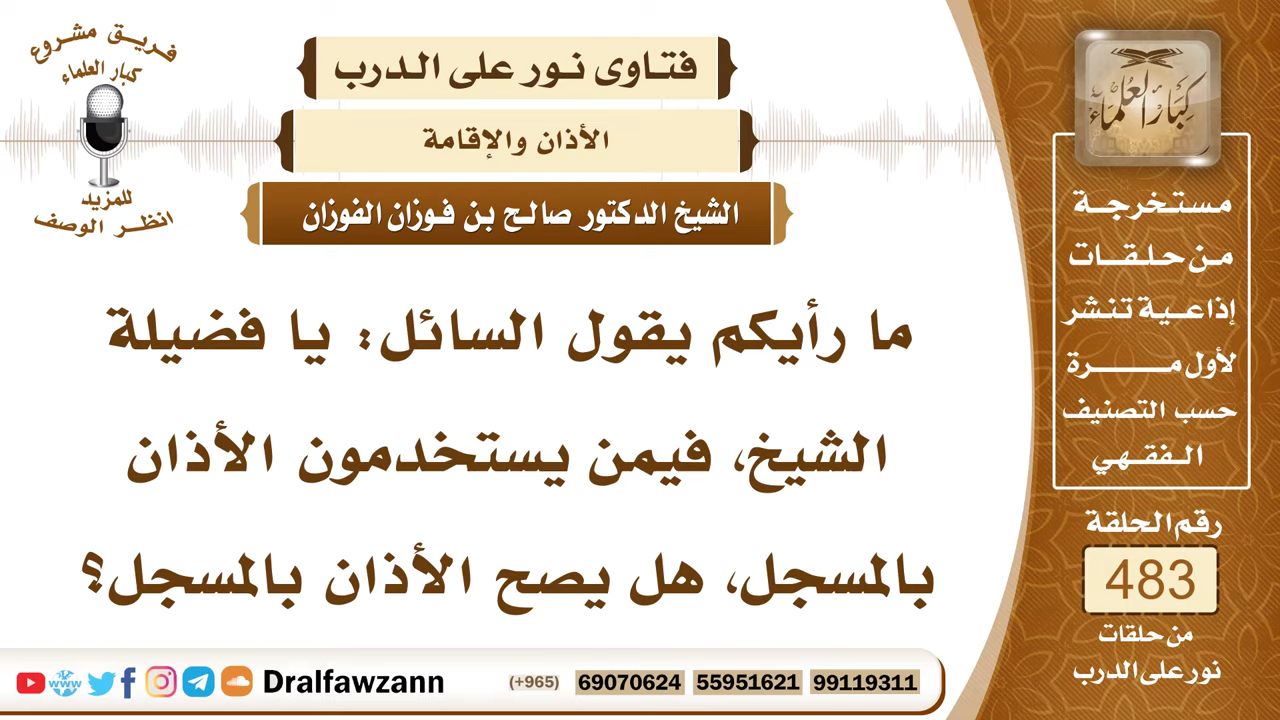 فريق مشروع
كبار العلماء
للمزيد
انظر الوصف
فتاوى نور على الدرب
الأذان والإقامة
الشيخ الدكتور صالح بن فوزان الفوزان
ما رأيكم يقول السائل: يا فضيلة
الشيخ، فيمن يستخدمون الأذان
بالمسجل، هل يصح الأذان بالمسجل؟
كبار العلماء
مستخرجة
من حلقات
إذاعية تنشر
لأول مرة
حسب التصنيف
الفقهي
رقم الحلقة
483
من حلقات
نور على الدرب
www Dralfawzann (+965) 69070624 55951621 99119311